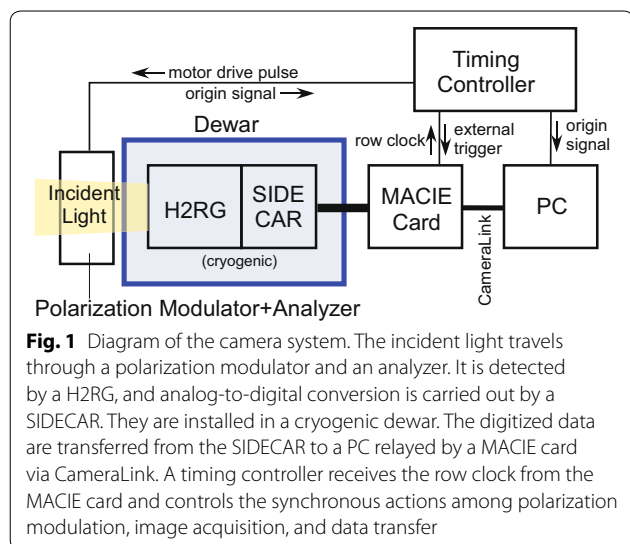 Timing
Controller
motor drive pulse
origin signal
Dewar
row clock
external
trigger
origin
signal
Incident
Light
H2RG
SIDE
CAR
(cryogenic)
MACIE
Card
CameraLink
PC
Polarization Modulator+Analyzer
Fig. 1 Diagram of the camera system. The incident light travels
through a polarization modulator and an analyzer. It is detected
by a H2RG, and analog-to-digital conversion is carried out by a
SIDECAR. They are installed in a cryogenic dewar. The digitized data
are transferred from the SIDECAR to a PC relayed by a MACIE card
via CameraLink. A timing controller receives the row clock from the
MACIE card and controls the synchronous actions among polarization
modulation, image acquisition, and data transfer